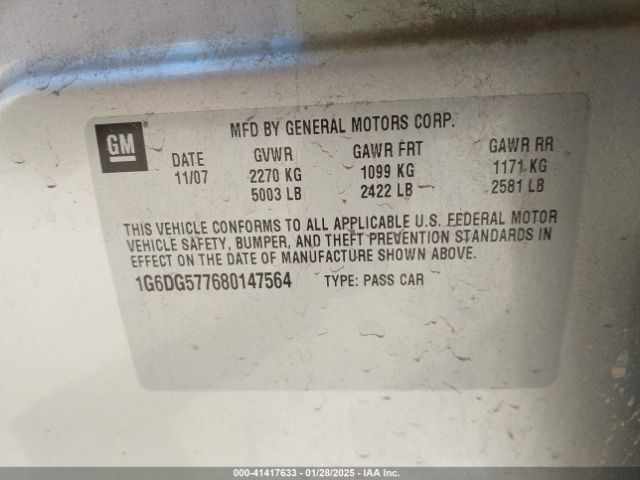 GM®
MFD BY GENERAL MOTORS CORP.
DATE GVWR GAWR FRT GAWR RR
11/07 2270 KG 1099 KG 1171 KG
5003 LB 2422 LB 2581 LB
THIS VEHICLE CONFORMS TO ALL APPLICABLE U.S. FEDERAL MOTOR
VEHICLE SAFETY, BUMPER, AND THEFT PREVENTION STANDARDS IN
EFFECT ON THE DATE OF MANUFACTURE SHOWN ABOVE.
1G6DG577680147564 TYPE: PASS CAR
000-41417633 - 01/28/2025 - IAA Inc.